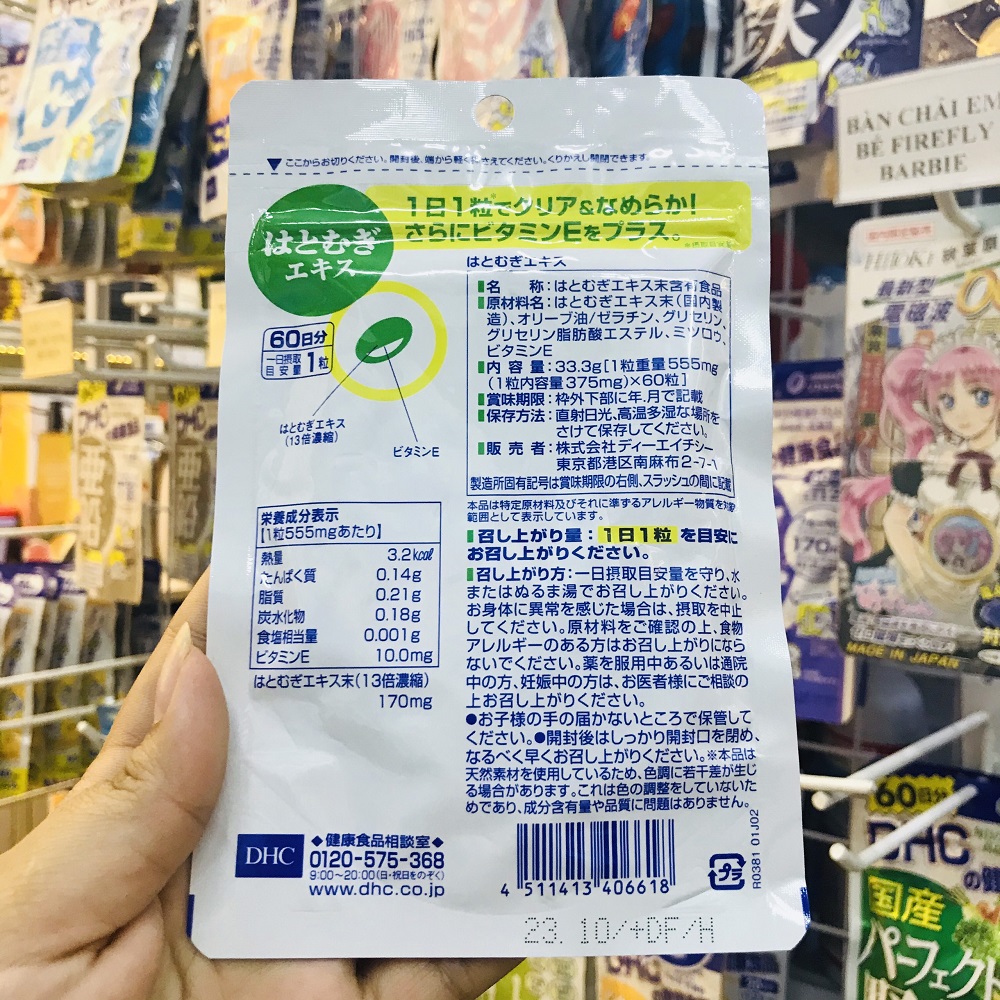 ▼ここからお切りください。開封後、端から軽く押さえてください。くりかえし開閉できます。
はとむぎ
エキス
1日1粒*でクリア&なめらか!
さらにビタミンEをプラス。
60日分
一日摂取
目安量 1粒
はとむぎエキス
(13倍濃縮)
ビタミンE
はとむぎエキス
名 称:はとむぎエキス末含有食品
原材料名:はとむぎエキス末(国内製
造)、オリーブ油/ゼラチン、グリセリン、
グリセリン脂肪酸エステル、ミツロウ、
ビタミンE
内 容 量:33.3g[1粒重量555mg
(1粒内容量375mg)×60粒]
賞味期限:枠外下部に年.月で記載
保存方法:直射日光、高温多湿な場所を
さけて保存してください。
販 売 者:株式会社ディーエイチシー
東京都港区南麻布2-7-1
製造所固有記号は賞味期限の右側、スラッシュの間に記載
本品は特定原材料及びそれに準ずるアレルギー物質を対象
範囲として表示しています。
召し上がり量:1日1粒を目安に
お召し上がりください。
召し上がり方:一日摂取目安量を守り、水
またはぬるま湯でお召し上がりください。
お身体に異常を感じた場合は、摂取を中止
してください。原材料をご確認の上、食物
アレルギーのある方はお召し上がりになら
ないでください。薬を服用中あるいは通院
中の方、妊娠中の方は、お医者様にご相談の
上お召し上がりください。
●お子様の手の届かないところで保管して
ください。●開封後はしっかり開封口を閉め、
なるべく早くお召し上がりください。※本品は
天然素材を使用しているため、色調に若干差が生じ
る場合があります。これは色の調整をしていないた
めであり、成分含有量や品質に問題はありません。
栄養成分表示
[1粒555mgあたり]
熱量 3.2kcal
たんぱく質 0.14g
脂質 0.21g
炭水化物 0.18g
食塩相当量 0.001g
ビタミンE 10.0mg
はとむぎエキス末(13倍濃縮)
170mg
DHC
◆健康食品相談室◆
0120-575-368
9:00~20:00(日・祝日をのぞく)
www.dhc.co.jp
4 511413 406618
プラ
R0381 01J02
23. 10/+DF/H
BÀN CHẢI EM
BÉ FIREFLY
BARBIE
最新型
電磁波
MADE IN JAPAN
60日分
DHC
国産
パーフェクト